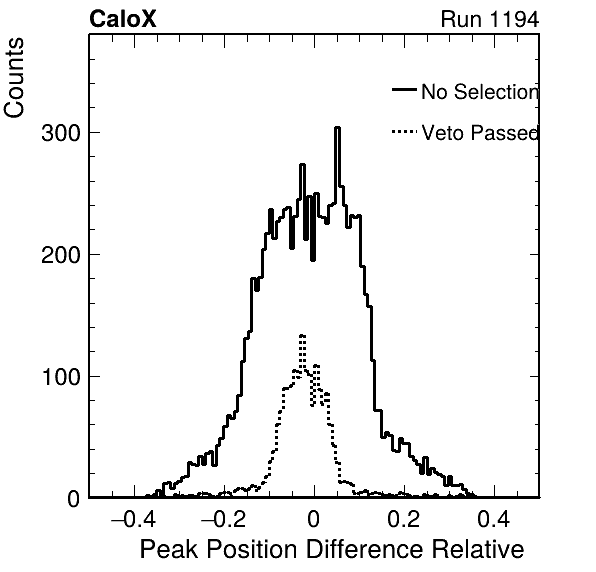 CaloX Run 1194
Counts
No Selection
Veto Passed
300
200
100
0
−0.4 −0.2 0 0.2 0.4
Peak Position Difference Relative